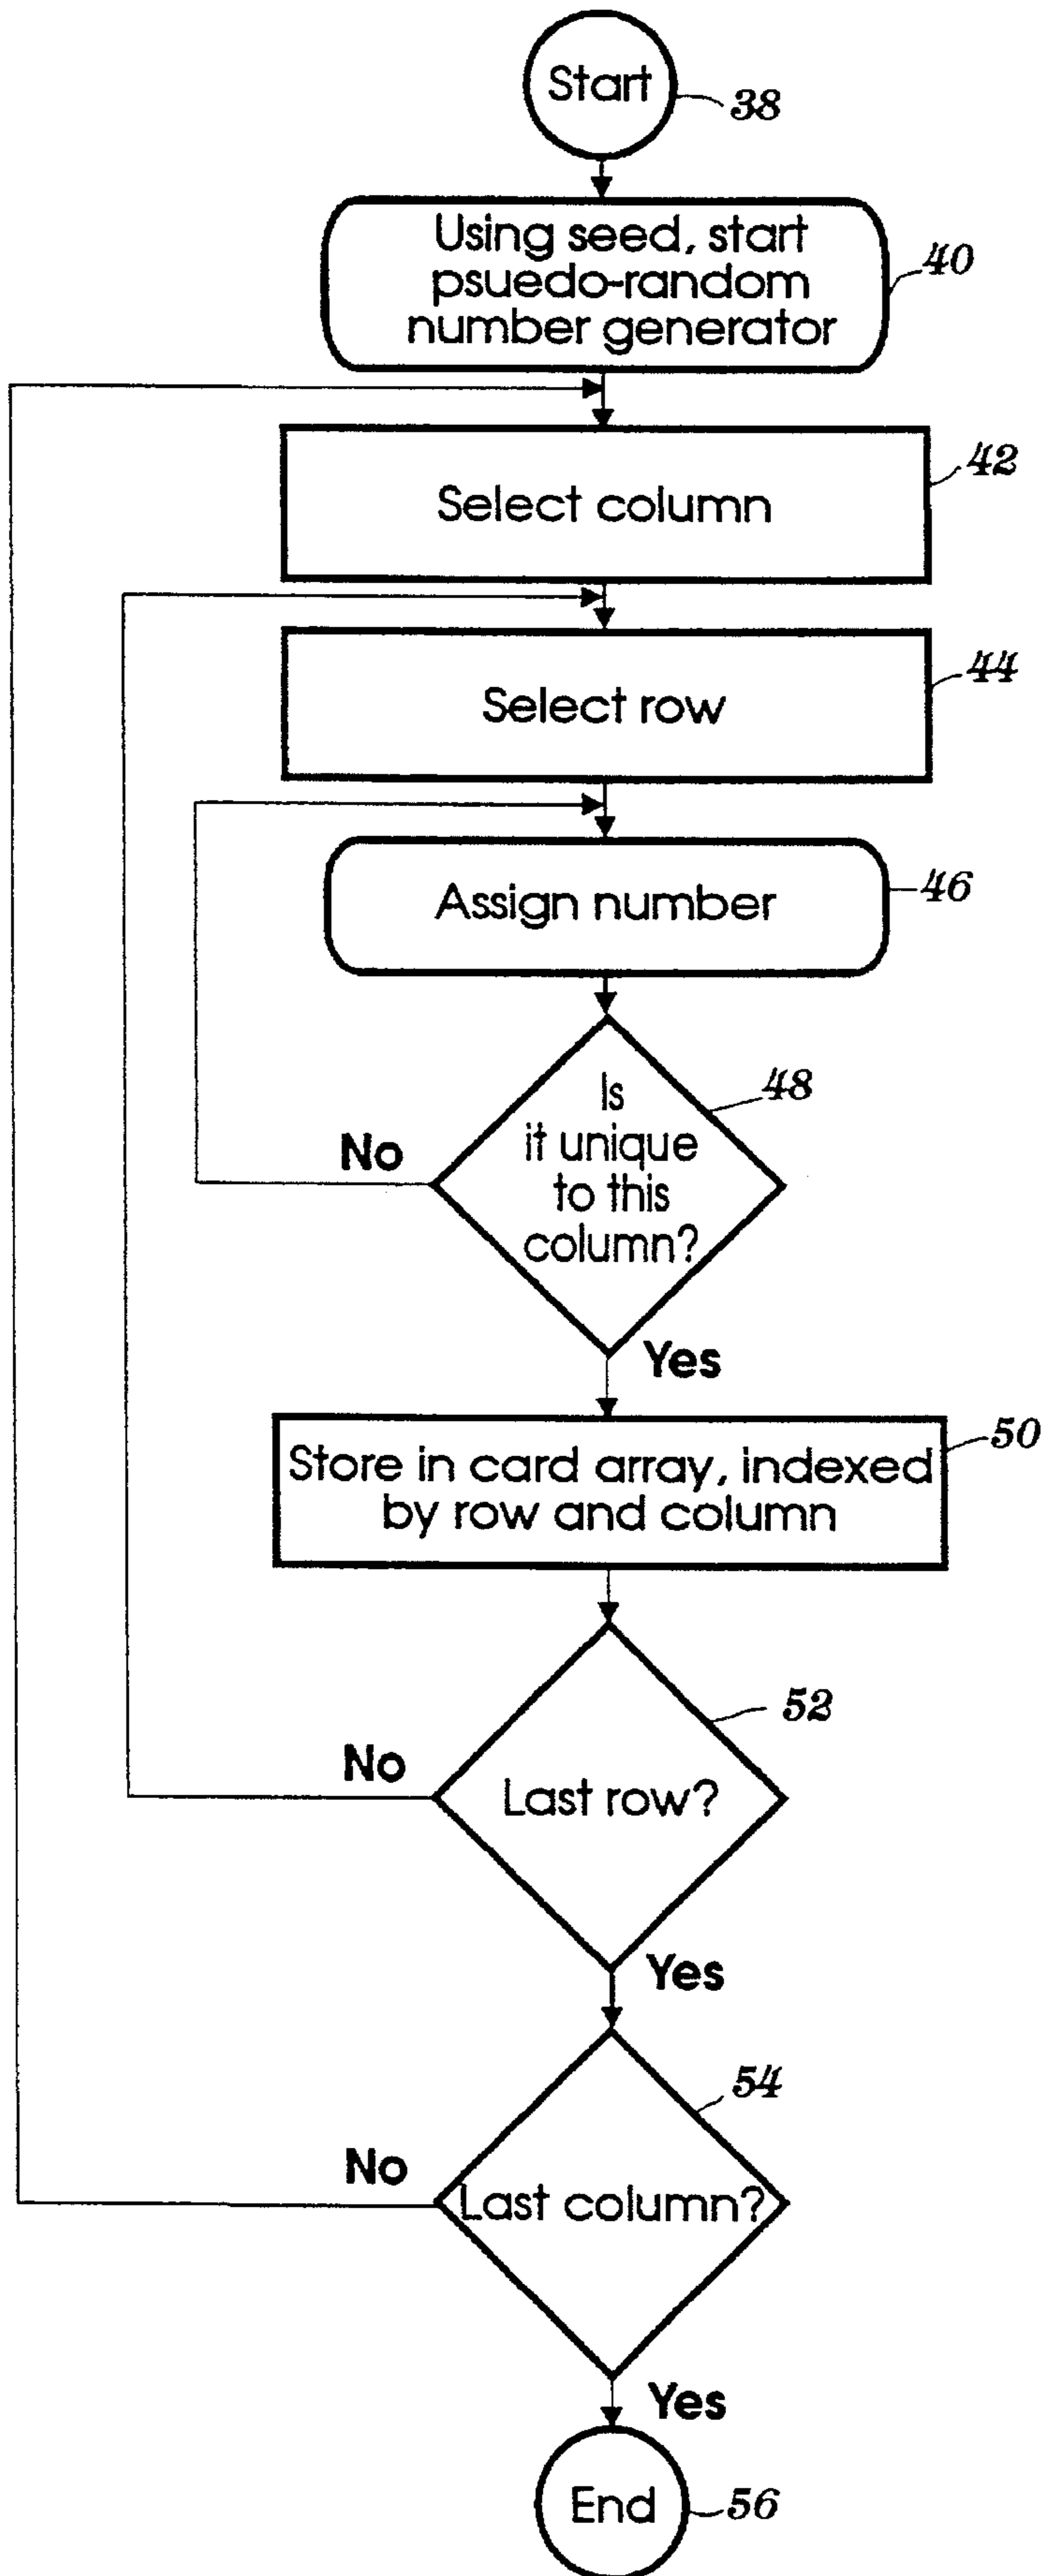 Start
38
Using seed, start
psuedo-random
number generator
40
Select column
42
Select row
44
Assign number
46
Is
it unique
to this
column?
48
No
Yes
Store in card array, indexed
by row and column
50
Last row?
52
No
Yes
Last column?
54
No
Yes
End
56